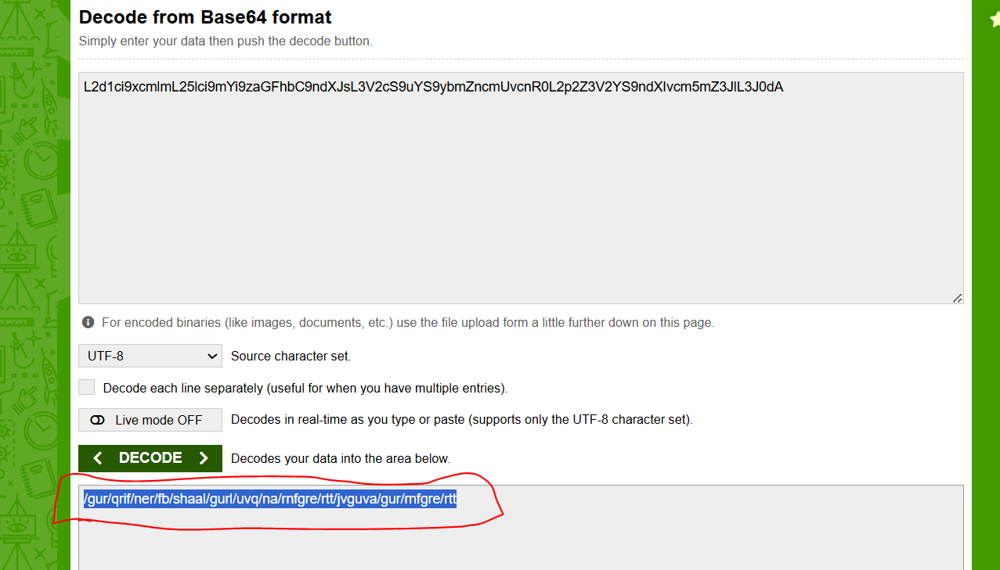 Decode from Base64 format
Simply enter your data then push the decode button.
L2d1ci9xcmlmL25lci9mYi9zaGFhbC9ndXJsL3V2cS9uYS9ybmZncmUvcnR0L2p2Z3V2YS9ndXIvcm5mZ3JlL3J0dA
For encoded binaries (like images, documents, etc.) use the file upload form a little further down on this page.
UTF-8 Source character set.
Decode each line separately (useful for when you have multiple entries).
Live mode OFF Decodes in real-time as you type or paste (supports only the UTF-8 character set).
DECODE Decodes your data into the area below.
/gur/qrif/ner/fb/shaal/gurl/uvq/na/rnfgre/rtt/jvguva/gur/rnfgre/rtt